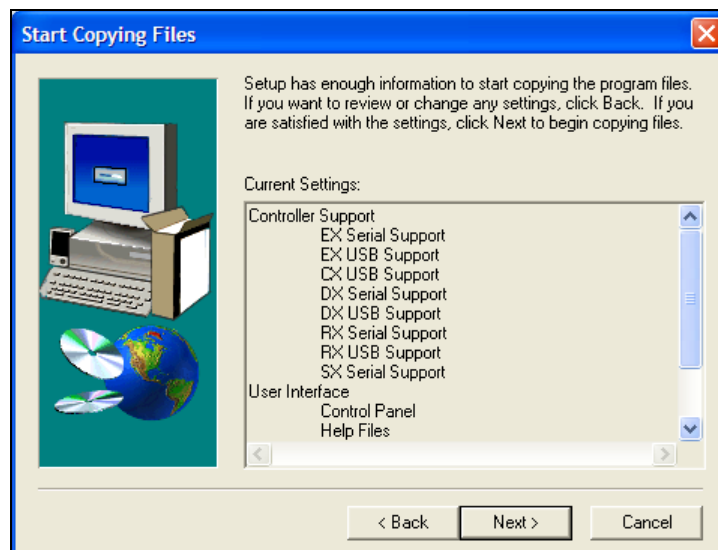 Start Copying Files
Setup has enough information to start copying the program files.
If you want to review or change any settings, click Back. If you
are satisfied with the settings, click Next to begin copying files.
Current Settings:
Controller Support
EX Serial Support
EX USB Support
CX USB Support
DX Serial Support
DX USB Support
RX Serial Support
RX USB Support
SX Serial Support
User Interface
Control Panel
Help Files
< Back
Next >
Cancel